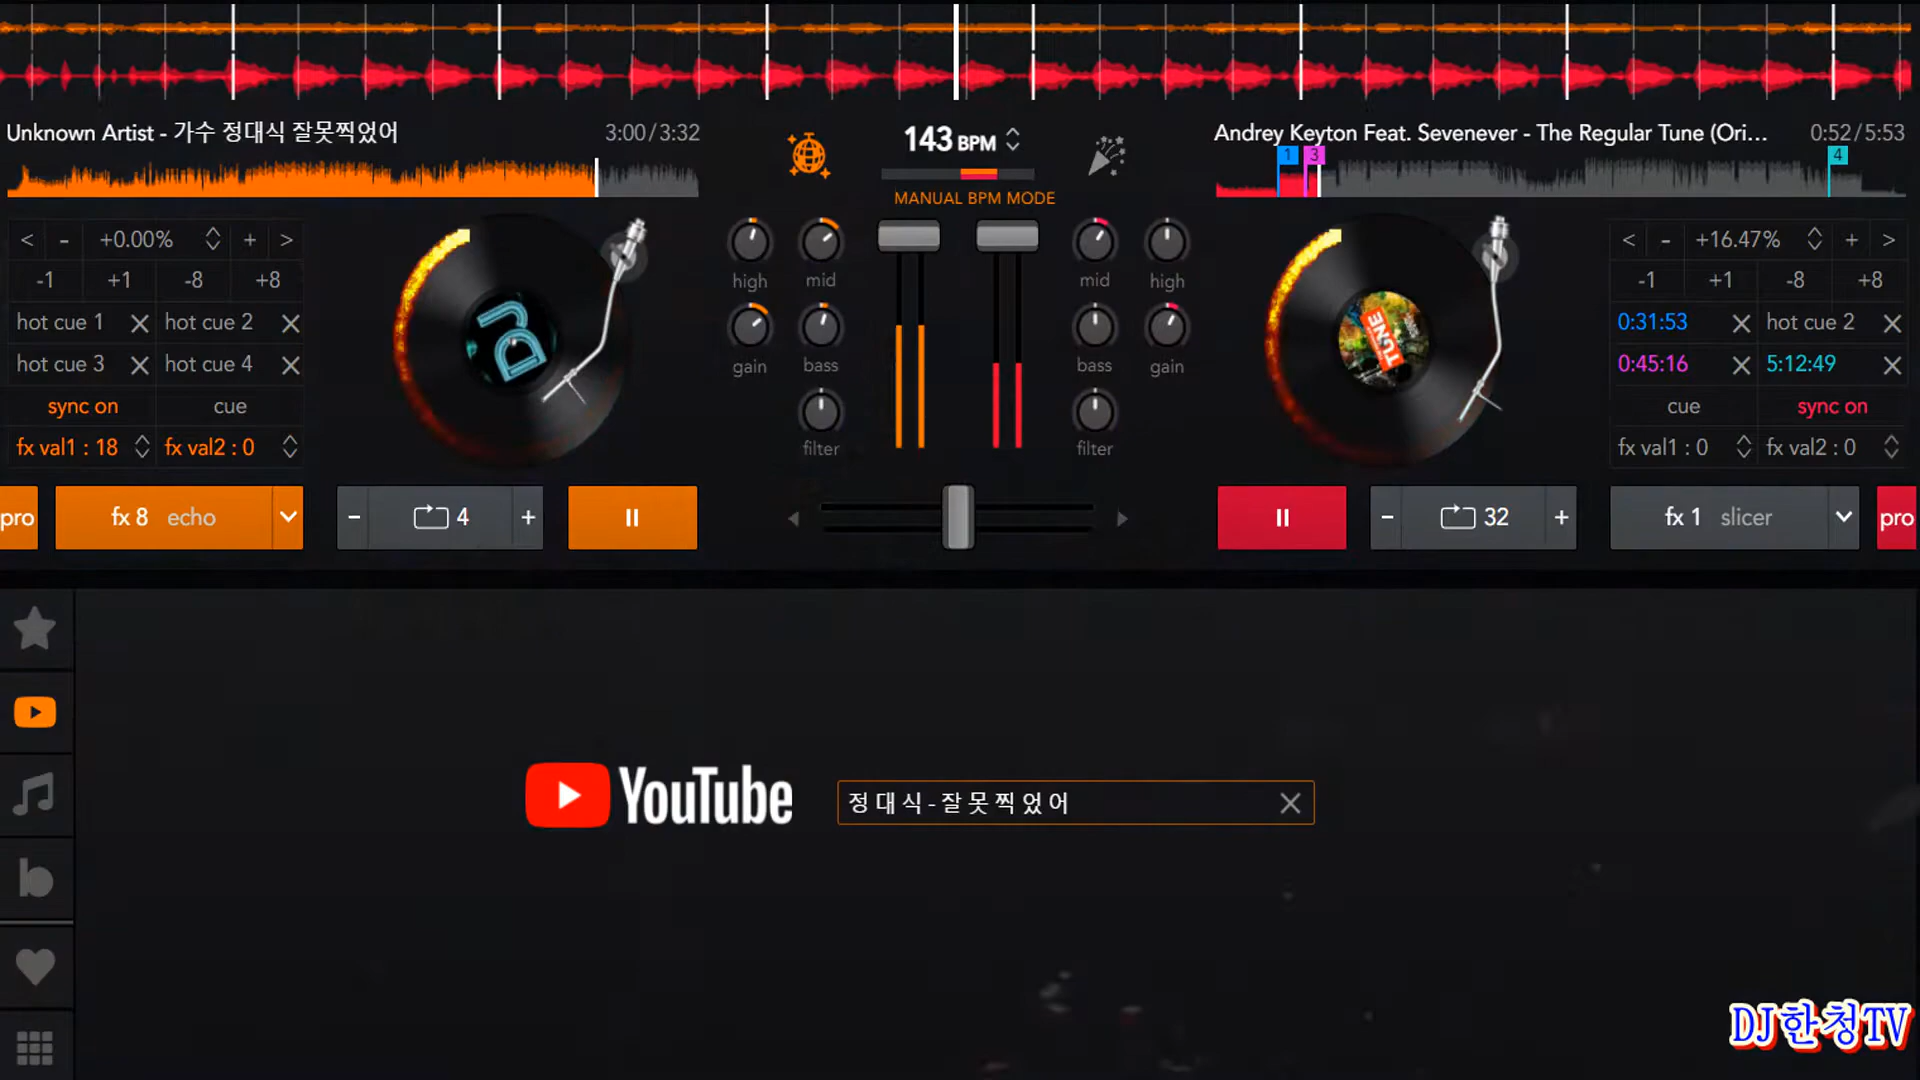 Unknown Artist - 가수 정대식 잘못찍었어
3:00/3:32
143 BPM
MANUAL BPM MODE
Andrey Keyton Feat. Sevenever - The Regular Tune (Ori...
0:52/5:53
1
3
4
< - +0.00% + >
-1 +1 -8 +8
hot cue 1
hot cue 2
hot cue 3
hot cue 4
sync on
cue
fx val1 : 18
fx val2 : 0
DJ
high
mid
gain
bass
filter
mid
high
bass
gain
filter
TUNE
< - +16.47% + >
-1 +1 -8 +8
0:31:53
hot cue 2
0:45:16
5:12:49
cue
sync on
fx val1 : 0
fx val2 : 0
pro
fx 8 echo
- 4 +
- 32 +
fx 1 slicer
pro
YouTube
정대식-잘못찍었어
DJ한청TV